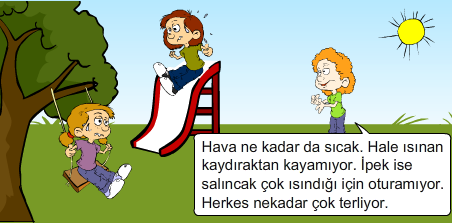 Hava ne kadar da sıcak. Hale ısınan
kaydıraktan kayamıyor. İpek ise
salıncak çok ısındığı için oturamıyor.
Herkes nekadar çok terliyor.